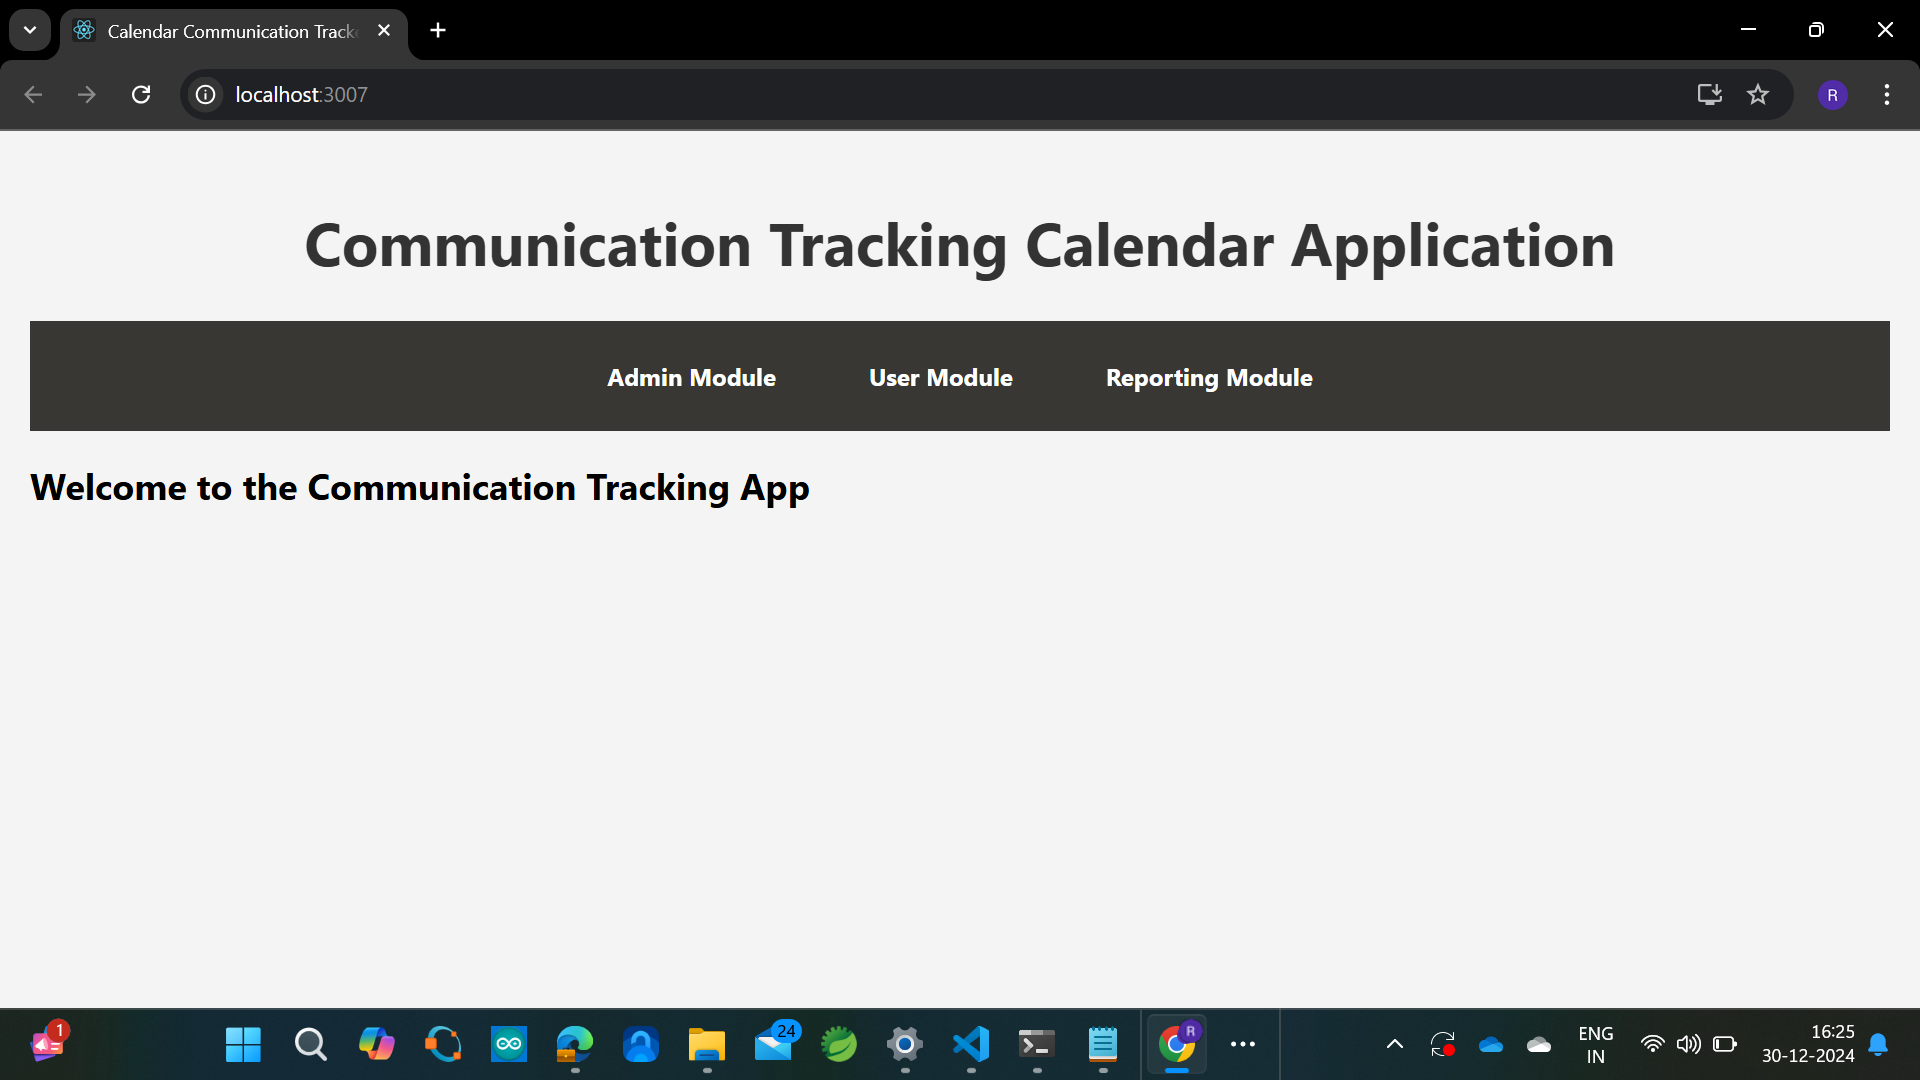 Calendar Communication Track
localhost:3007
R
Communication Tracking Calendar Application
Admin Module User Module Reporting Module
Welcome to the Communication Tracking App
1
24
R
ENG
IN
16:25
30-12-2024